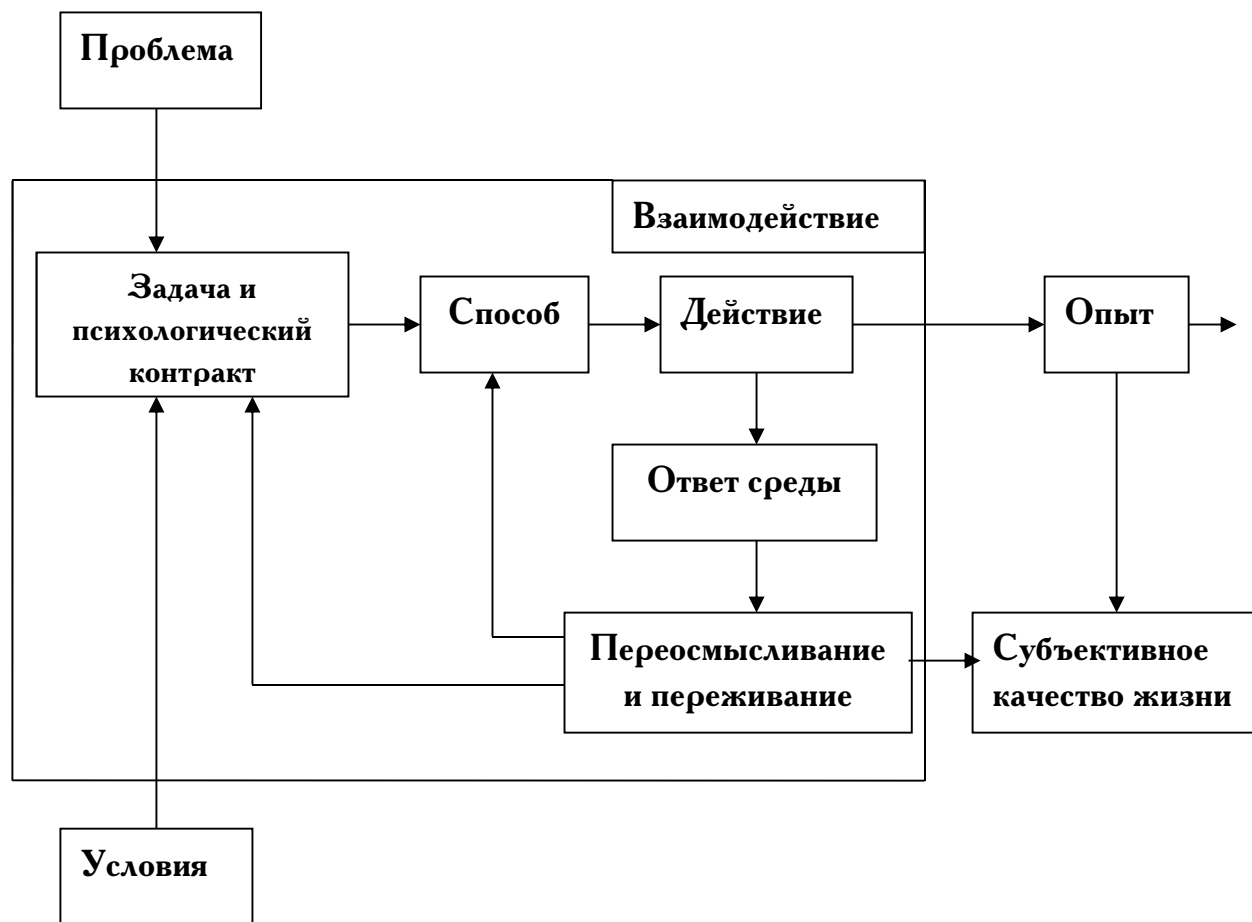 Проблема
Взаимодействие
Задача и
психологический
контракт
Способ
Действие
Опыт
Ответ среды
Переосмысливание
и переживание
Субъективное
качество жизни
Условия